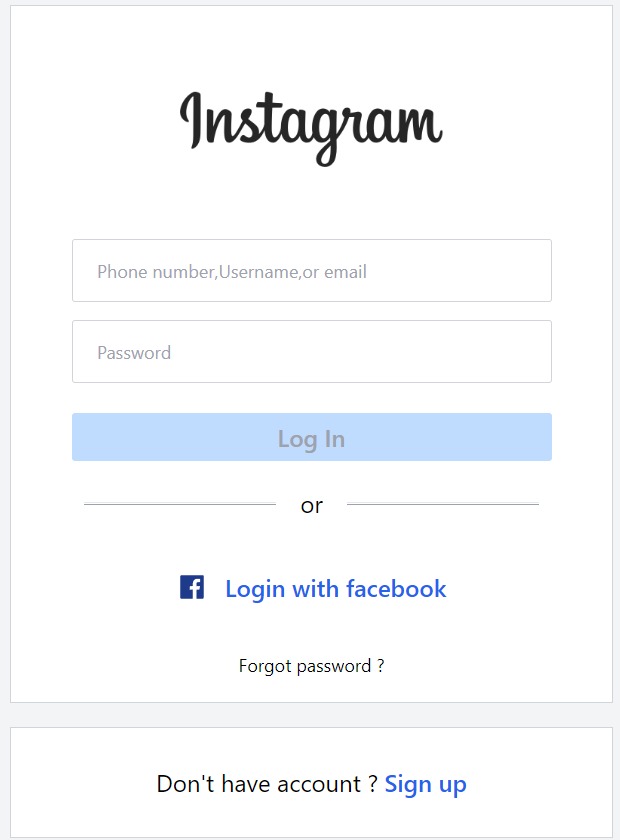 Instagram
Phone number,Username,or email
Password
Log In
or
Login with facebook
Forgot password ?
Don't have account ? Sign up